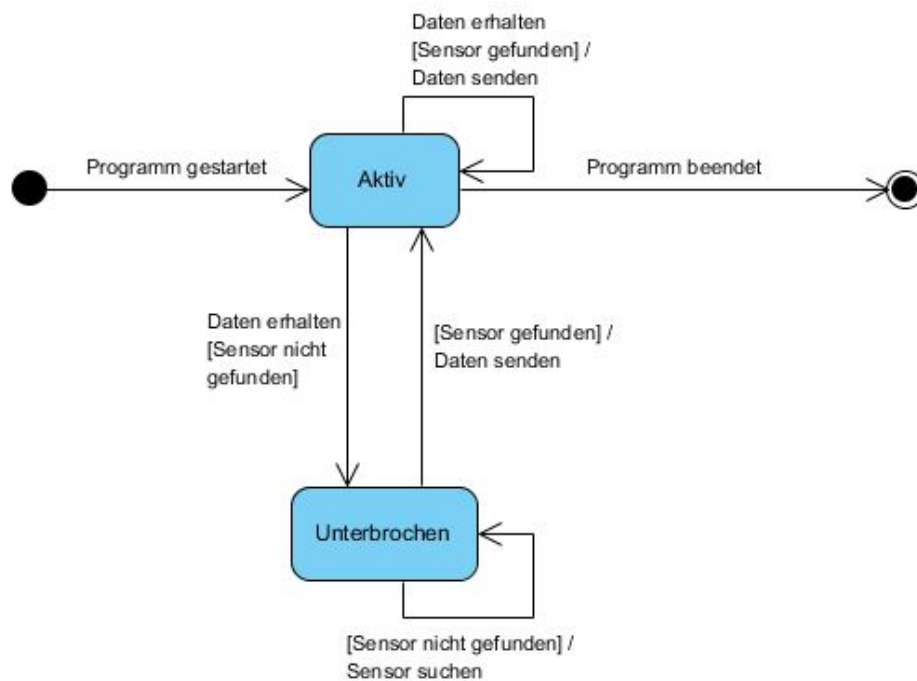 Daten erhalten
[Sensor gefunden] /
Daten senden
Programm gestartet
Aktiv
Programm beendet
Daten erhalten
[Sensor nicht
gefunden]
[Sensor gefunden] /
Daten senden
Unterbrochen
[Sensor nicht gefunden] /
Sensor suchen